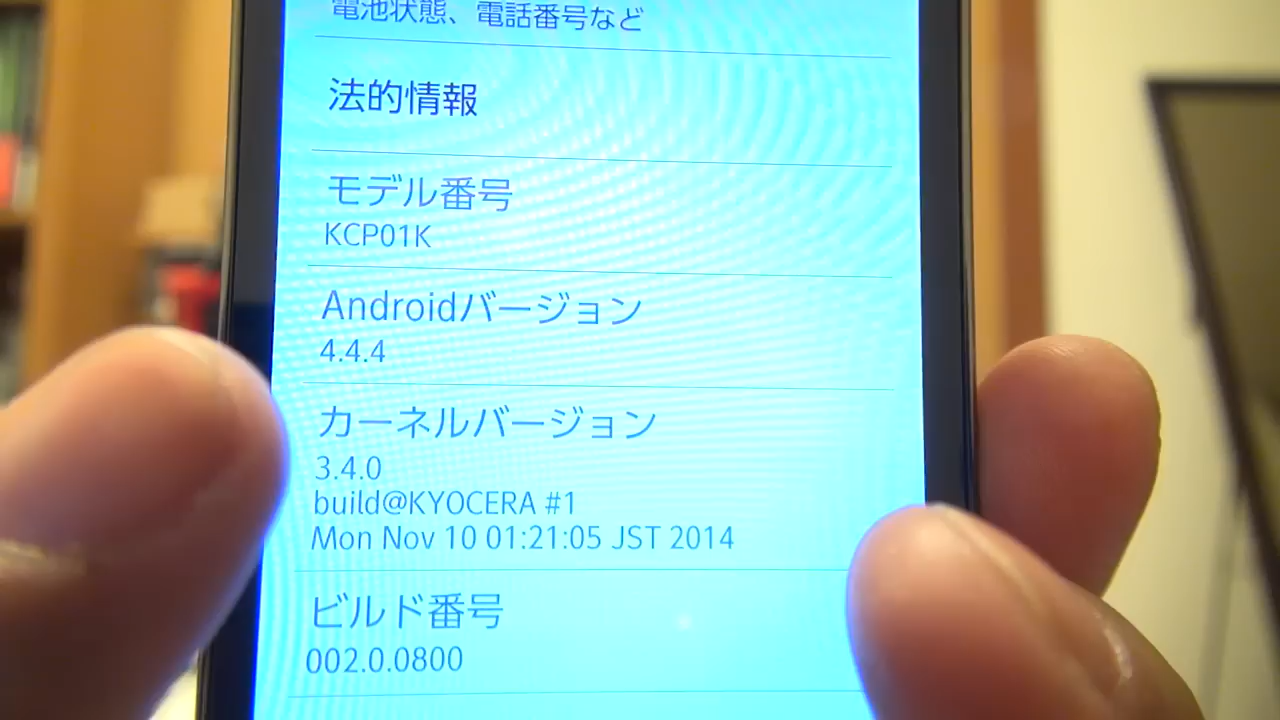 電池状態、電話番号など
法的情報
モデル番号
KCP01K
Androidバージョン
4.4.4
カーネルバージョン
3.4.0
build@KYOCERA #1
Mon Nov 10 01:21:05 JST 2014
ビルド番号
002.0.0800